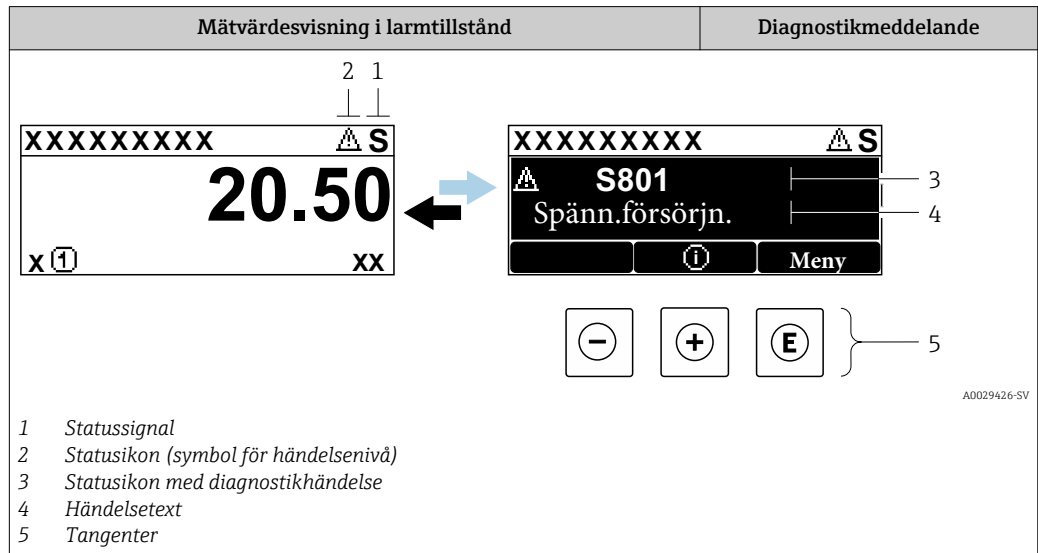 Mätvärdesvisning i larmtillstånd
Diagnostikmeddelande
2 1
XXXXXXXXX ⚠ S
20.50
X ① XX
XXXXXXXXX ⚠ S
⚠ S801
3
Spänn.försörjn.
4
ⓘ Meny
− + E
5
A0029426-SV
1 Statussignal
2 Statusikon (symbol för händelsenivå)
3 Statusikon med diagnostikhändelse
4 Händelsetext
5 Tangenter